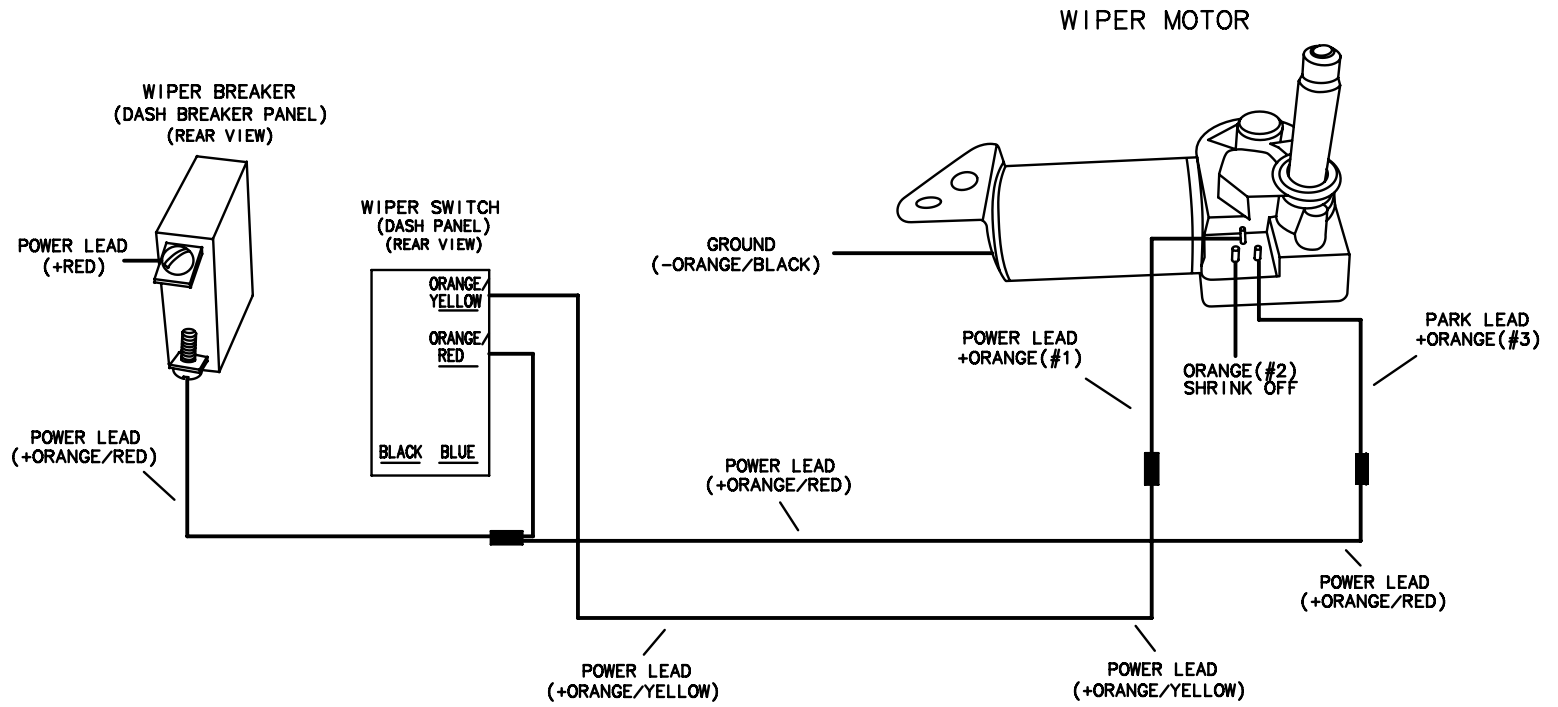 WIPER MOTOR
WIPER BREAKER
(DASH BREAKER PANEL)
(REAR VIEW)
POWER LEAD
(+RED)
WIPER SWITCH
(DASH PANEL)
(REAR VIEW)
ORANGE/
YELLOW
ORANGE/
RED
BLACK BLUE
GROUND
(-ORANGE/BLACK)
POWER LEAD
+ORANGE(#1)
ORANGE(#2)
SHRINK OFF
PARK LEAD
+ORANGE(#3)
POWER LEAD
(+ORANGE/RED)
POWER LEAD
(+ORANGE/RED)
POWER LEAD
(+ORANGE/RED)
POWER LEAD
(+ORANGE/YELLOW)
POWER LEAD
(+ORANGE/YELLOW)